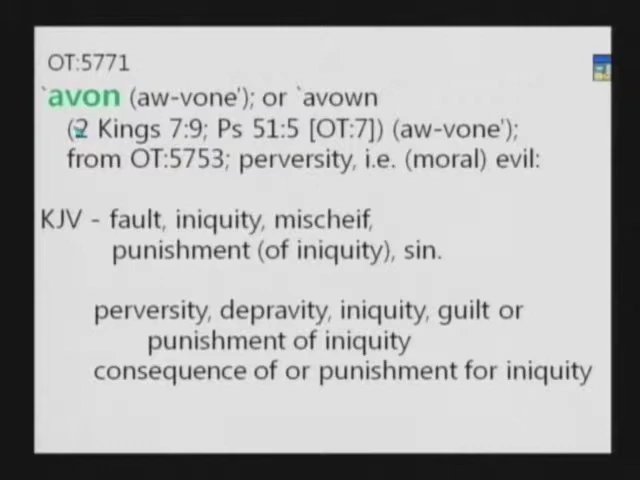 OT:5771
`avon (aw-vone'); or `avown
(2 Kings 7:9; Ps 51:5 [OT:7]) (aw-vone');
from OT:5753; perversity, i.e. (moral) evil:
KJV - fault, iniquity, mischeif,
punishment (of iniquity), sin.
perversity, depravity, iniquity, guilt or
punishment of iniquity
consequence of or punishment for iniquity